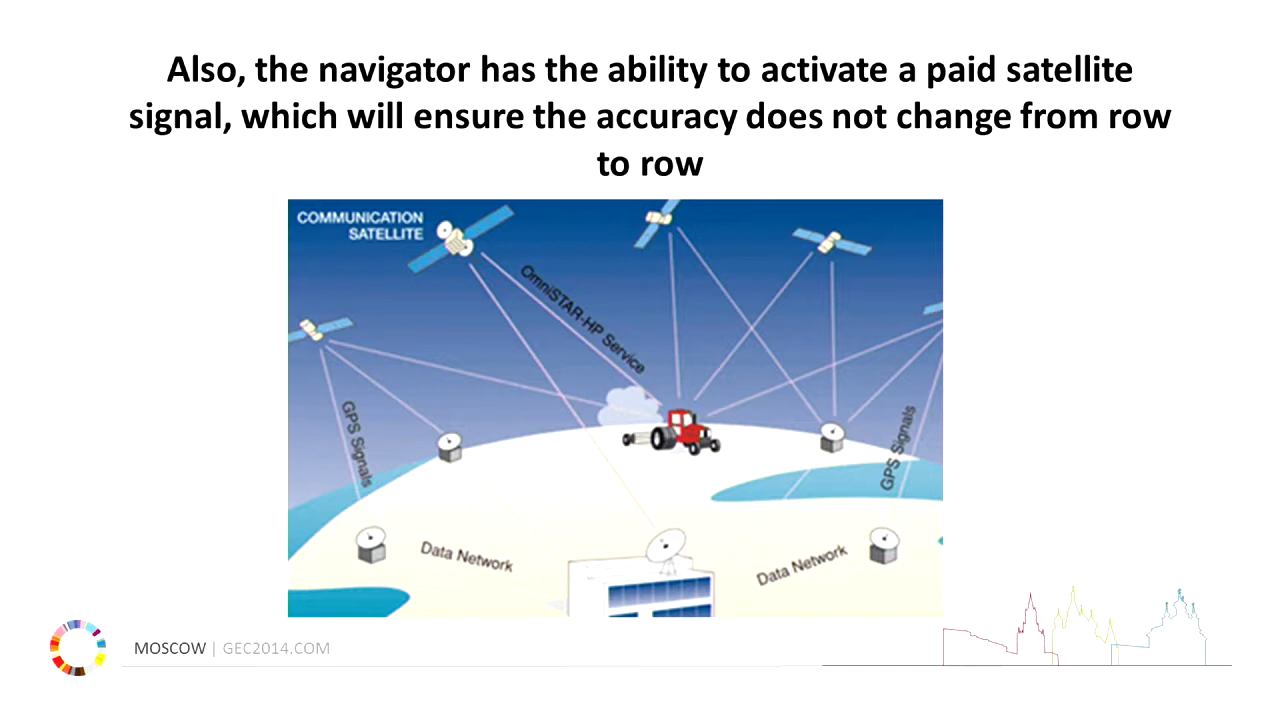 Also, the navigator has the ability to activate a paid satellite
signal, which will ensure the accuracy does not change from row
to row
COMMUNICATION
SATELLITE
OmniSTAR-HP Service
GPS Signals
GPS Signals
Data Network
Data Network
MOSCOW | GEC2014.COM